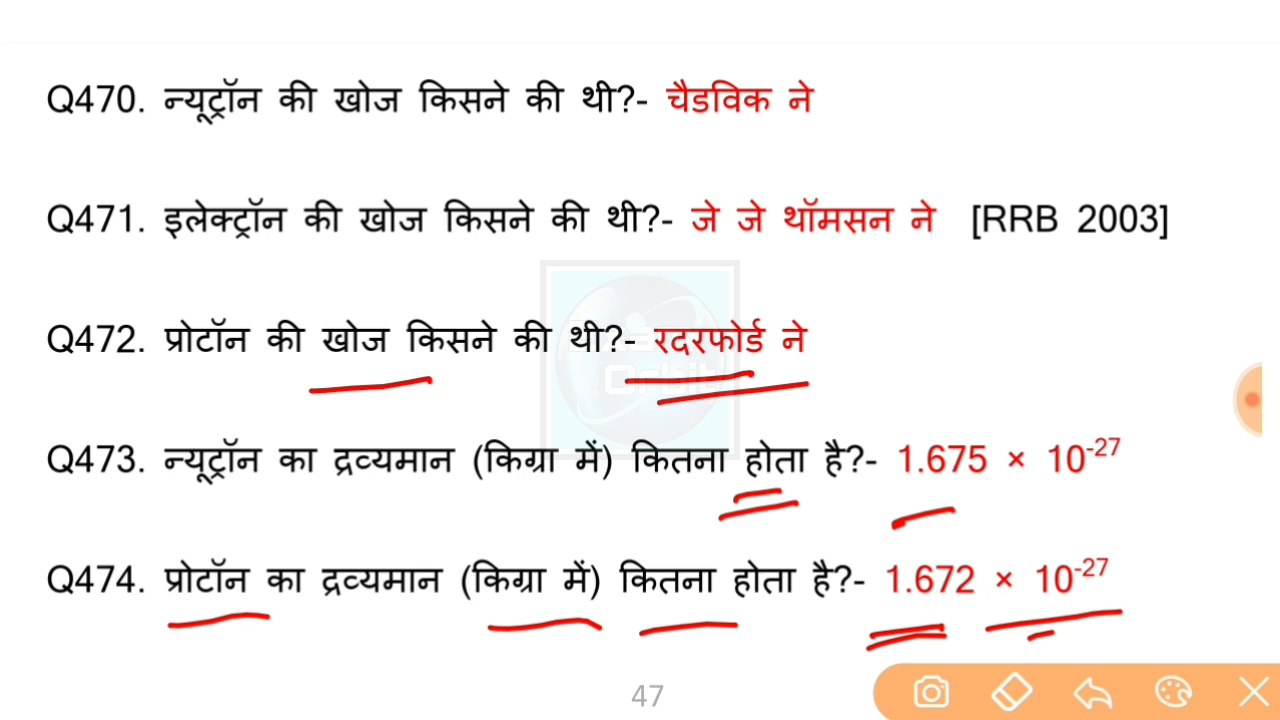 Q470. न्यूट्रॉन की खोज किसने की थी?- चैडविक ने
Q471. इलेक्ट्रॉन की खोज किसने की थी?- जे जे थॉमसन ने [RRB 2003]
Q472. प्रोटॉन की खोज किसने की थी?- रदरफोर्ड ने
Orbit
Q473. न्यूट्रॉन का द्रव्यमान (किग्रा में) कितना होता है?- 1.675 × 10⁻²⁷
Q474. प्रोटॉन का द्रव्यमान (किग्रा में) कितना होता है?- 1.672 × 10⁻²⁷
47